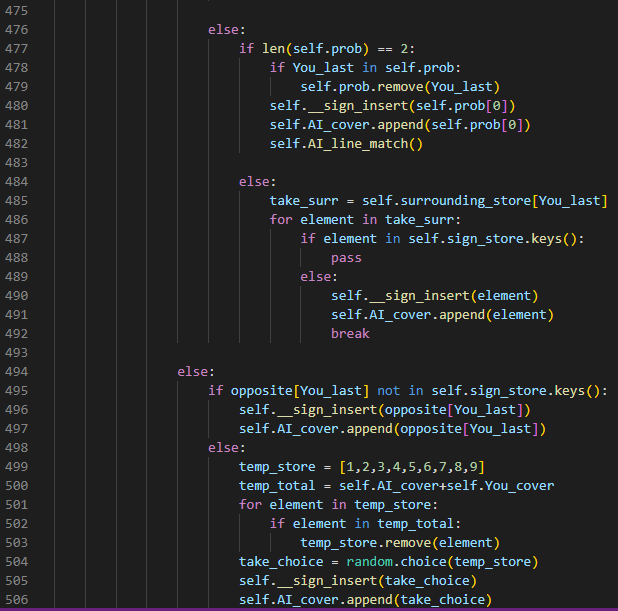 475
476 else:
477 if len(self.prob) == 2:
478 if You_last in self.prob:
479 self.prob.remove(You_last)
480 self.__sign_insert(self.prob[0])
481 self.AI_cover.append(self.prob[0])
482 self.AI_line_match()
483
484 else:
485 take_surr = self.surrounding_store[You_last]
486 for element in take_surr:
487 if element in self.sign_store.keys():
488 pass
489 else:
490 self.__sign_insert(element)
491 self.AI_cover.append(element)
492 break
493
494 else:
495 if opposite[You_last] not in self.sign_store.keys():
496 self.__sign_insert(opposite[You_last])
497 self.AI_cover.append(opposite[You_last])
498 else:
499 temp_store = [1,2,3,4,5,6,7,8,9]
500 temp_total = self.AI_cover+self.You_cover
501 for element in temp_store:
502 if element in temp_total:
503 temp_store.remove(element)
504 take_choice = random.choice(temp_store)
505 self.__sign_insert(take_choice)
506 self.AI_cover.append(take_choice)